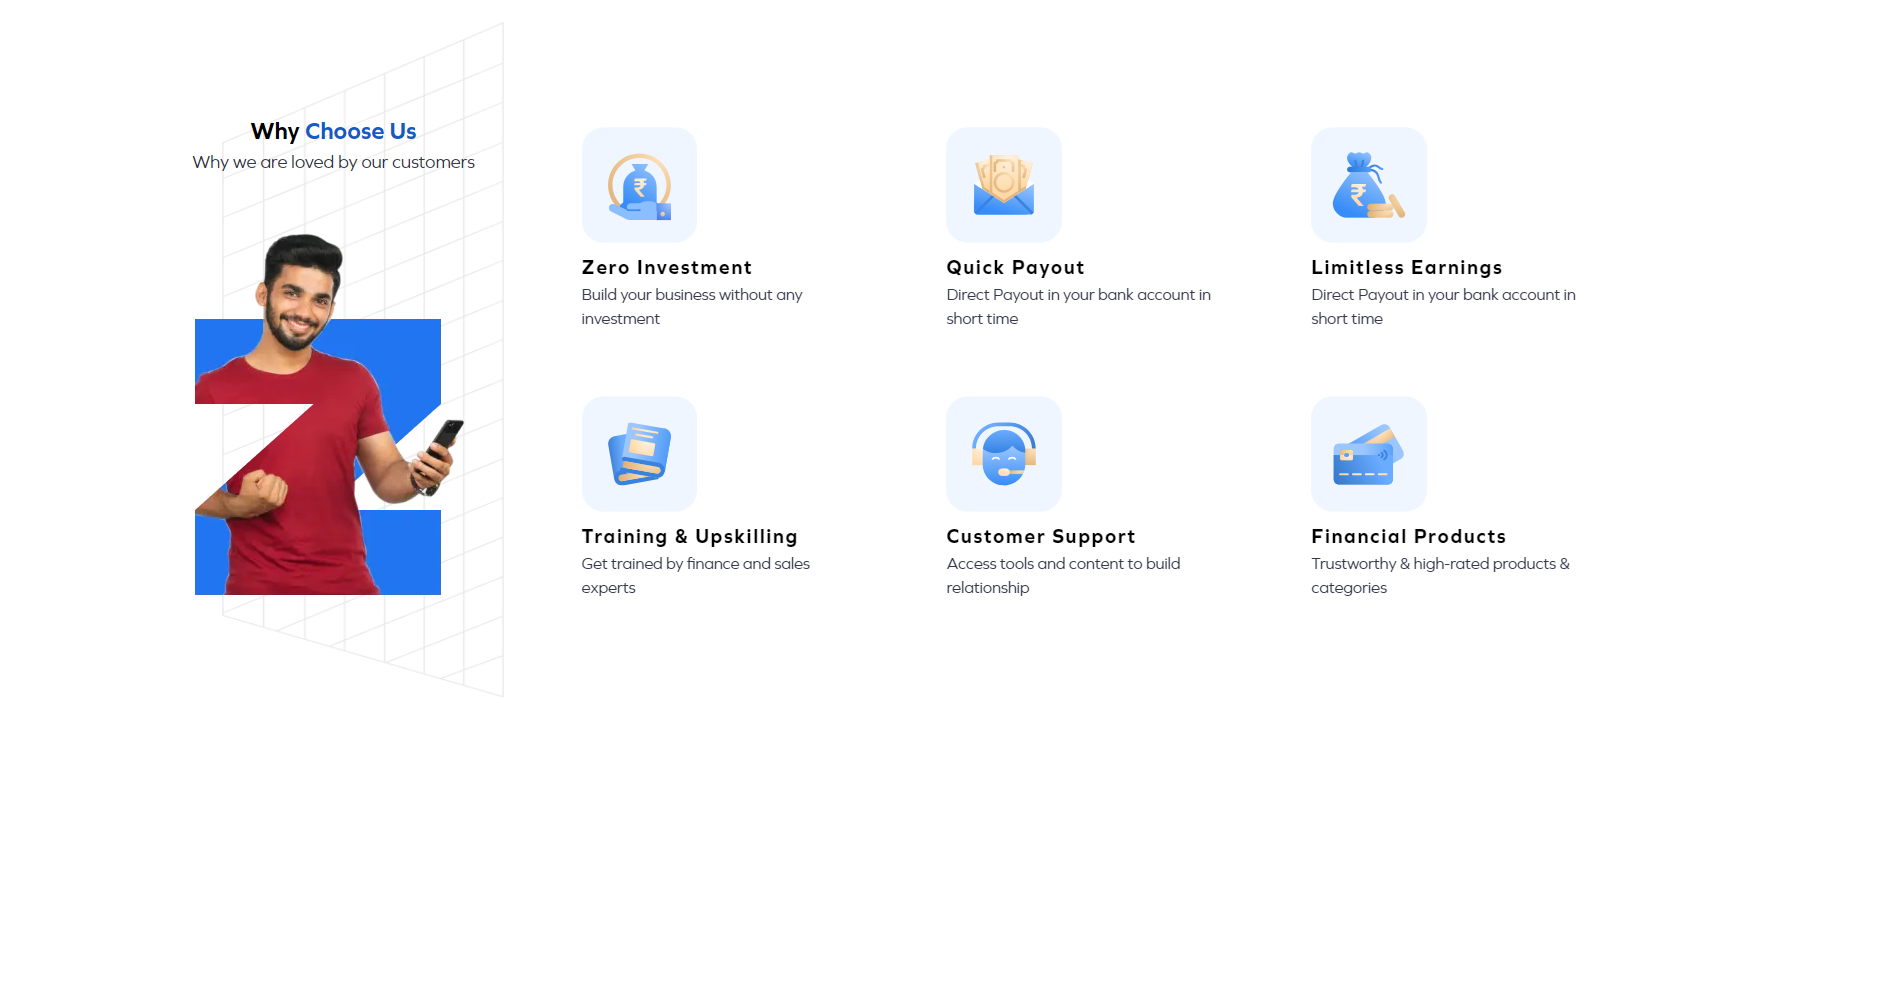 Why Choose Us
Why we are loved by our customers
Zero Investment
Build your business without any
investment
Quick Payout
Direct Payout in your bank account in
short time
Limitless Earnings
Direct Payout in your bank account in
short time
Training & Upskilling
Get trained by finance and sales
experts
Customer Support
Access tools and content to build
relationship
Financial Products
Trustworthy & high-rated products &
categories